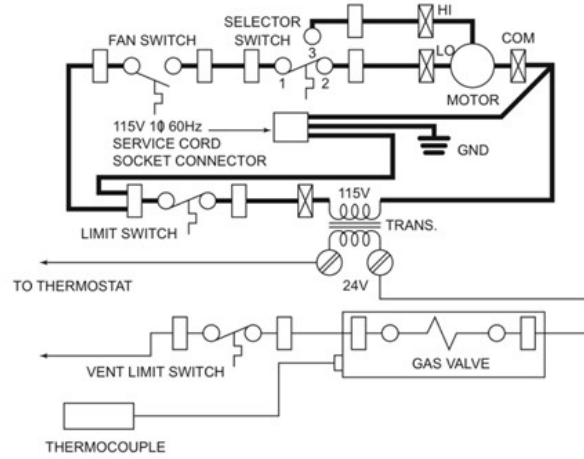 HI
SELECTOR
SWITCH
FAN SWITCH
3
LO
COM
1
2
MOTOR
115V 1ϕ 60Hz
SERVICE CORD
SOCKET CONNECTOR
GND
115V
LIMIT SWITCH
TRANS.
TO THERMOSTAT
24V
VENT LIMIT SWITCH
GAS VALVE
THERMOCOUPLE